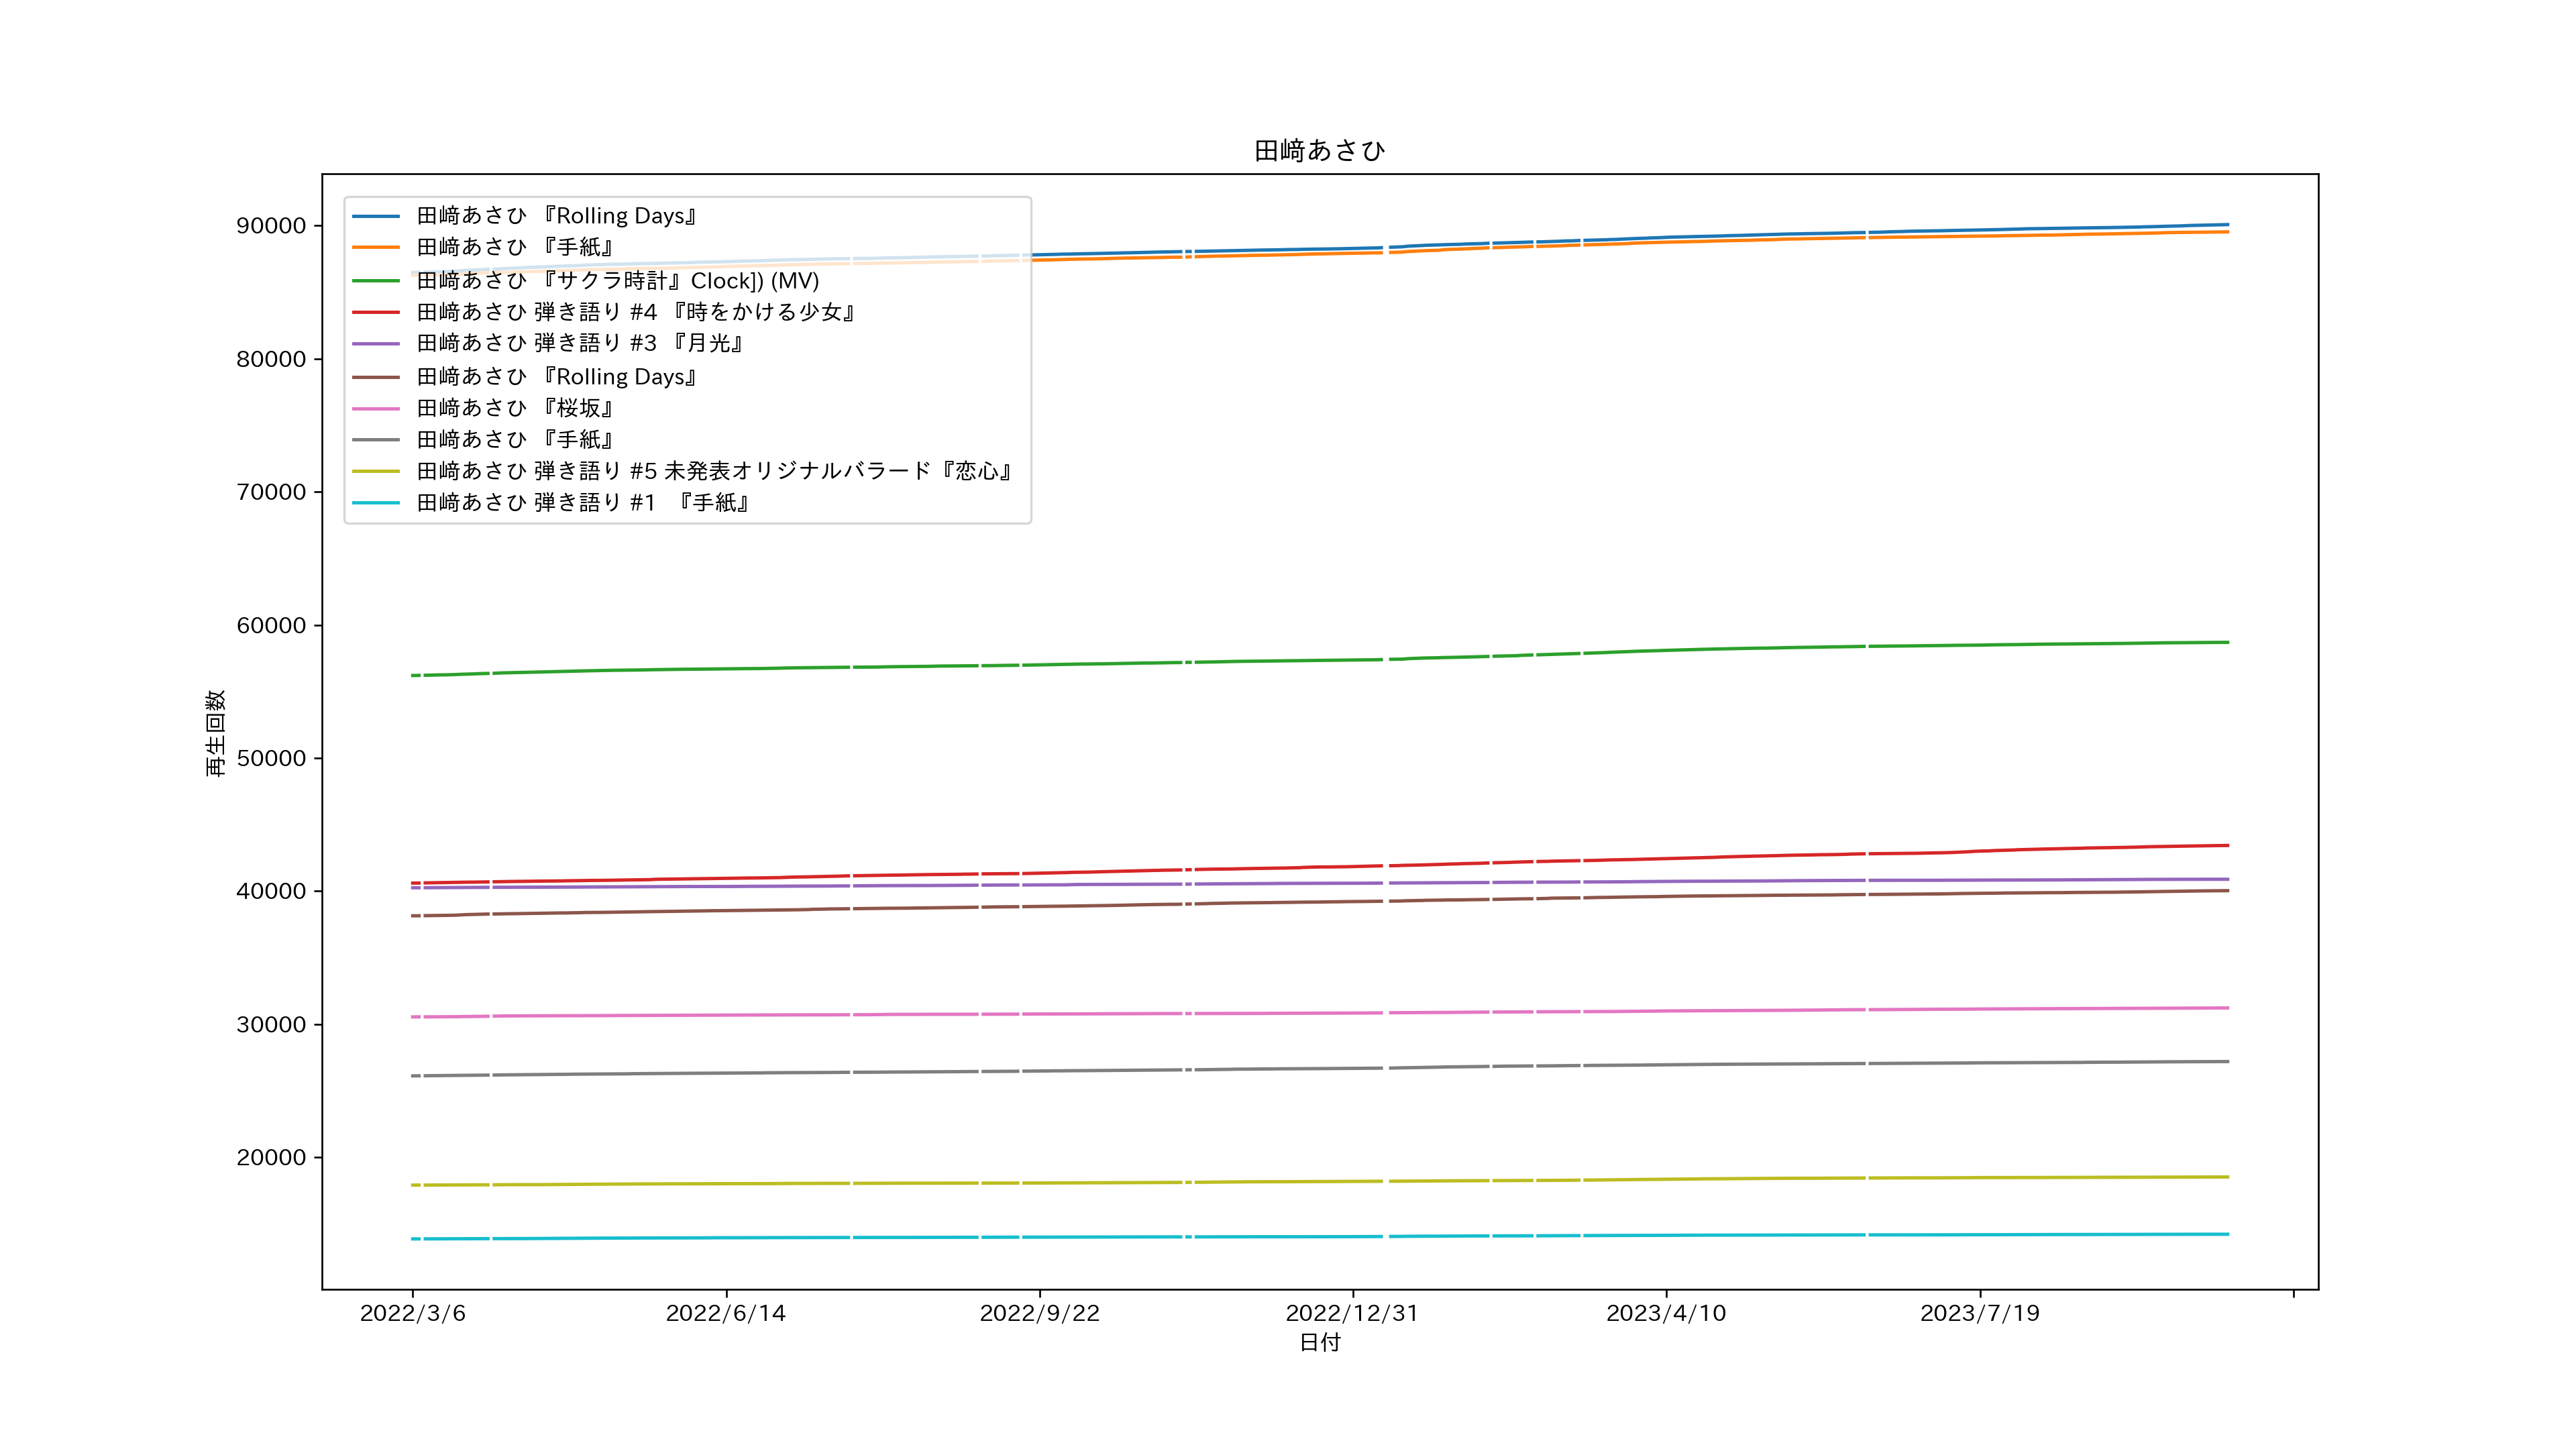 田﨑あさひ
再生回数
90000
80000
70000
60000
50000
40000
30000
20000
田﨑あさひ 『Rolling Days』
田﨑あさひ 『手紙』
田﨑あさひ 『サクラ時計』Clock]) (MV)
田﨑あさひ 弾き語り #4 『時をかける少女』
田﨑あさひ 弾き語り #3 『月光』
田﨑あさひ 『Rolling Days』
田﨑あさひ 『桜坂』
田﨑あさひ 『手紙』
田﨑あさひ 弾き語り #5 未発表オリジナルバラード『恋心』
田﨑あさひ 弾き語り #1 『手紙』
2022/3/6 2022/6/14 2022/9/22 2022/12/31 2023/4/10 2023/7/19
日付